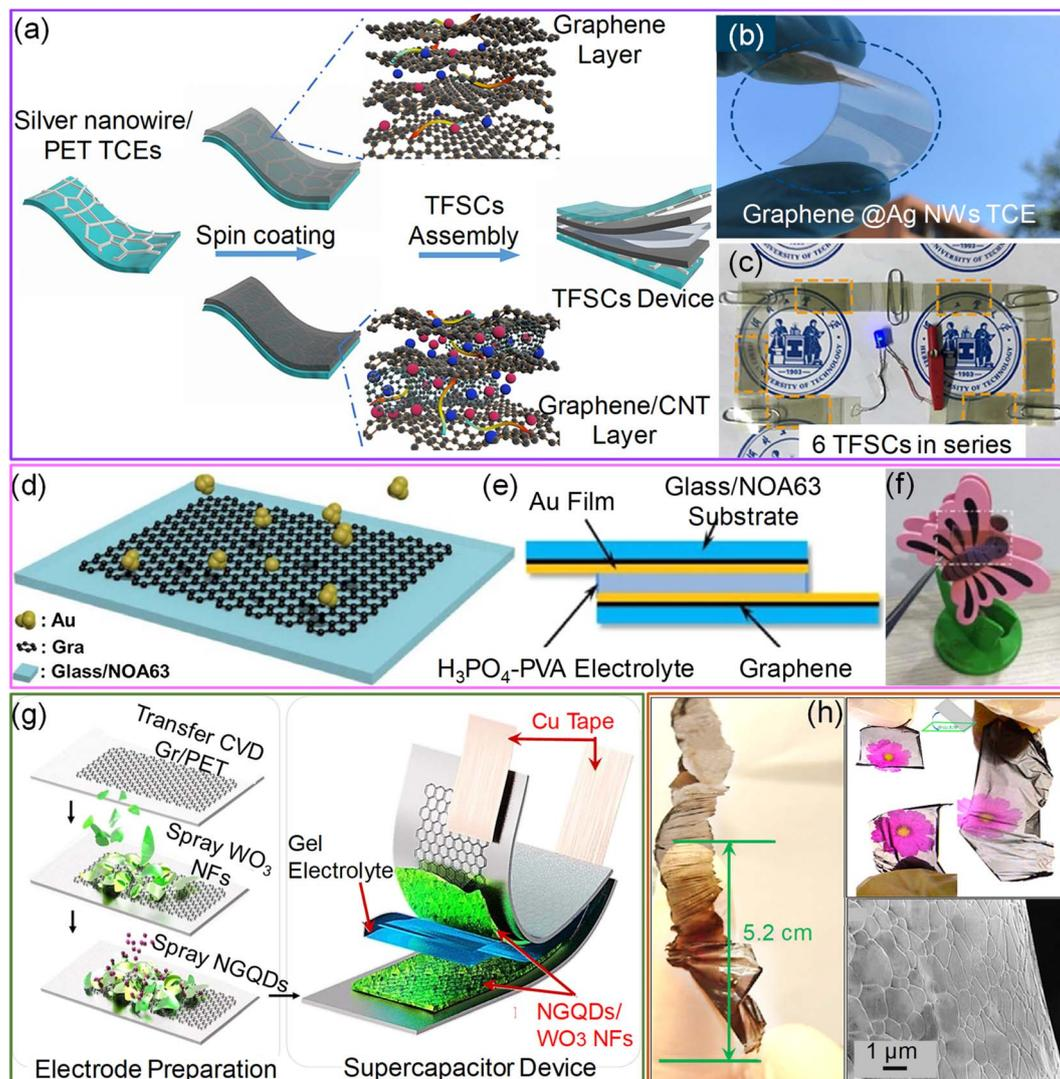 (a)
Graphene
Layer
Silver nanowire/
PET TCEs
Spin coating
TFSCs
Assembly
TFSCs Device
Graphene/CNT
Layer
(b)
Graphene @Ag NWs TCE
(c)
UNIVERSITY OF TECHNOLOGY
1903
1903
6 TFSCs in series
(d)
: Au
: Gra
: Glass/NOA63
(e)
Au Film
Glass/NOA63
Substrate
H₃PO₄-PVA Electrolyte
Graphene
(f)
(g)
Transfer CVD
Gr/PET
Spray WO₃
NFs
Spray NGQDs
Electrode Preparation
Cu Tape
Gel
Electrolyte
NGQDs/
WO3 NFs
Supercapacitor Device
(h)
5.2 cm
1 µm